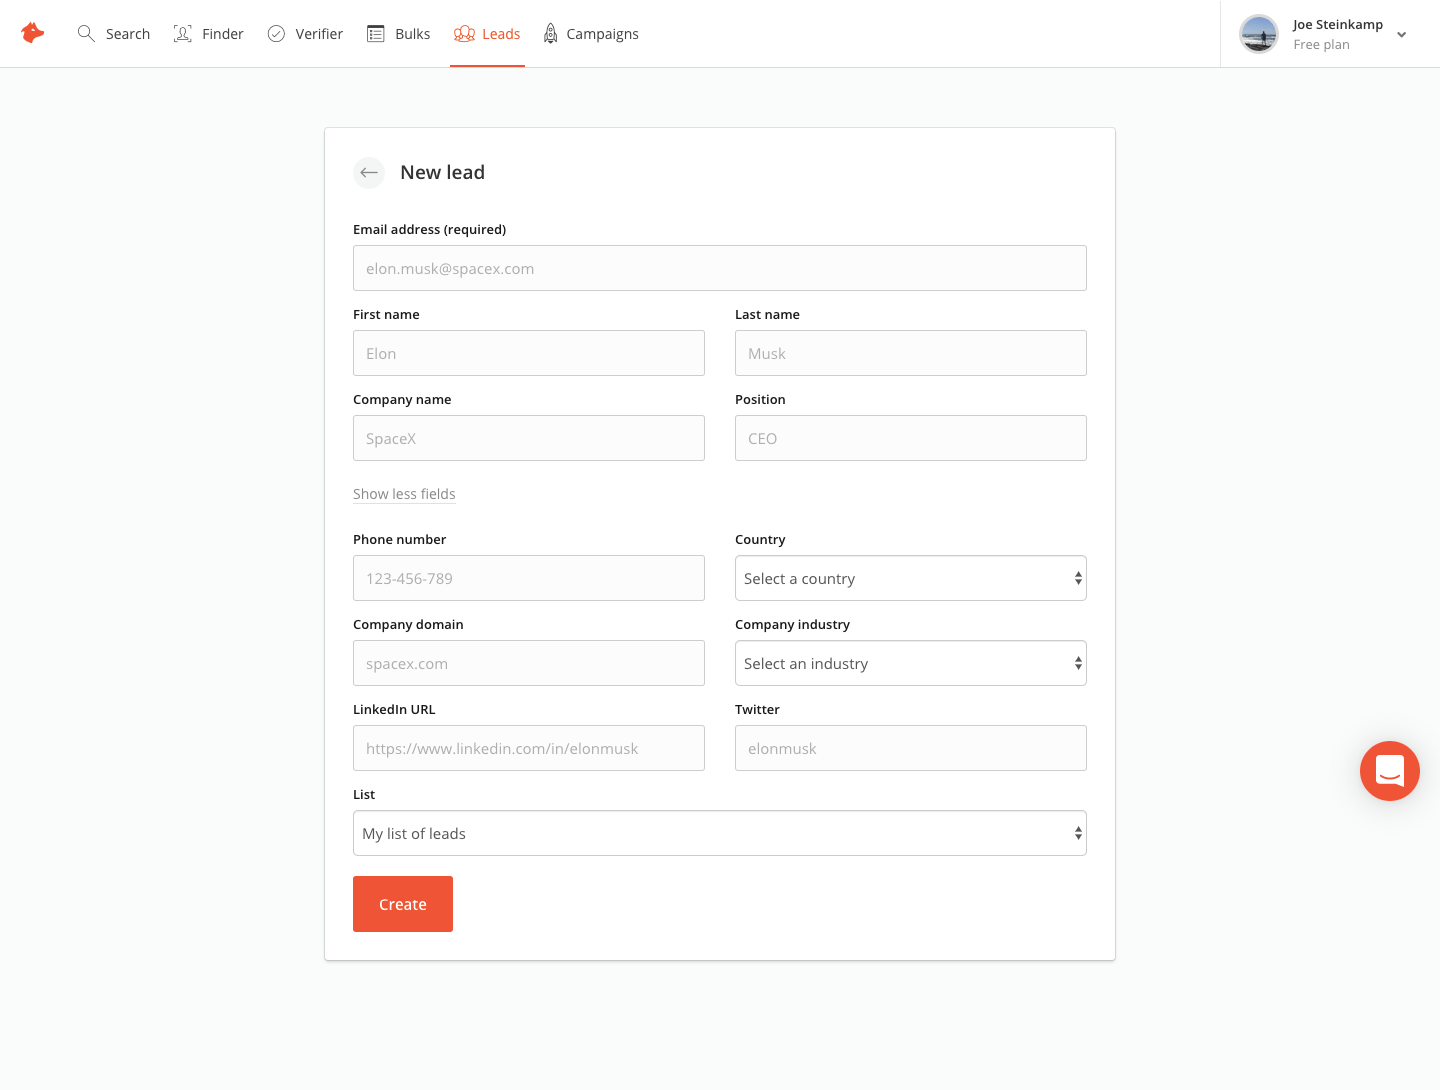 Search
Finder
Verifier
Bulks
Leads
Campaigns
Joe Steinkamp
Free plan
New lead
Email address (required)
elon.musk@spacex.com
First name
Last name
Elon
Musk
Company name
Position
SpaceX
CEO
Show less fields
Phone number
Country
123-456-789
Select a country
Company domain
Company industry
spacex.com
Select an industry
LinkedIn URL
Twitter
https://www.linkedin.com/in/elonmusk
elonmusk
List
My list of leads
Create